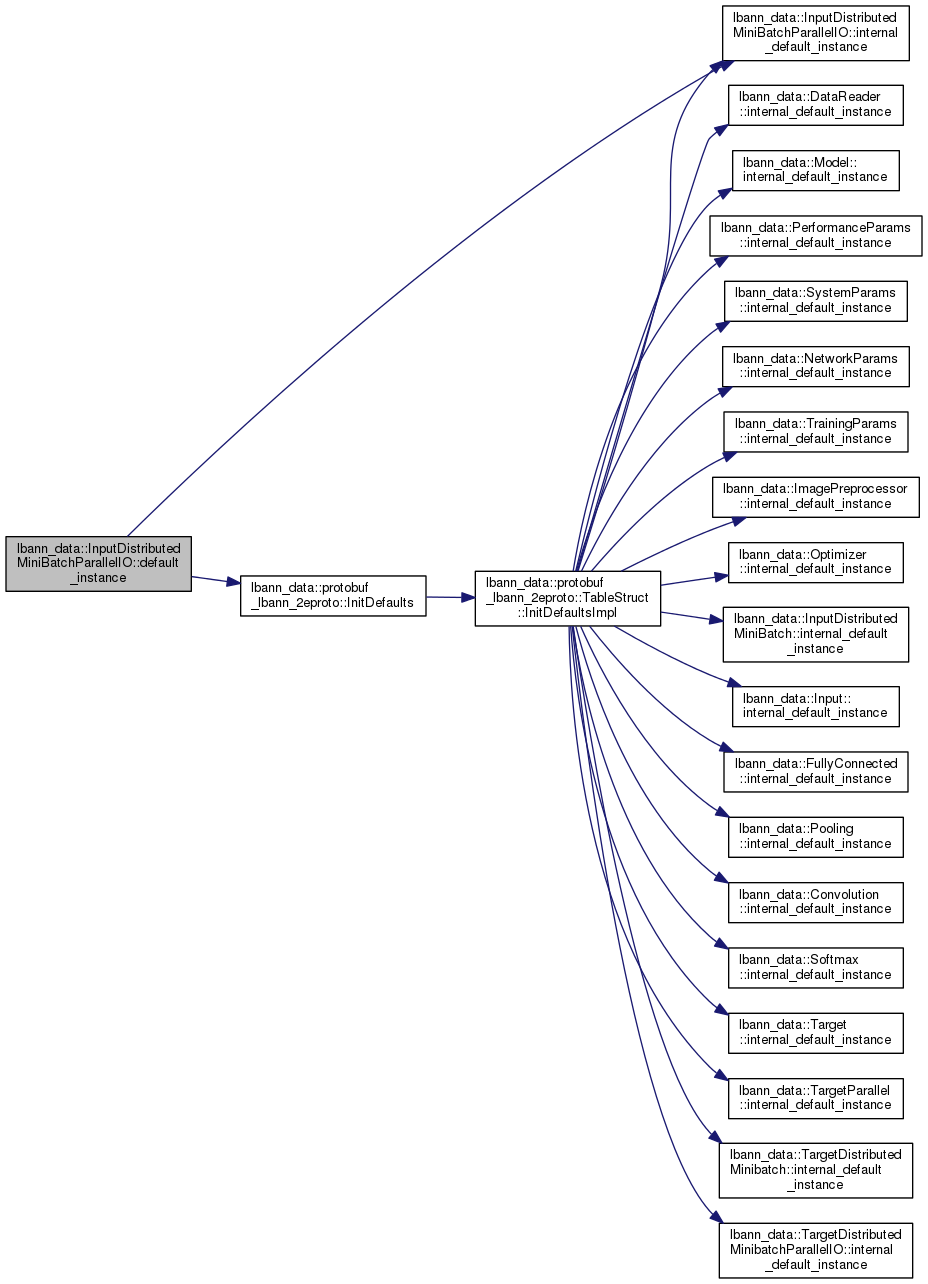 lbann_data::InputDistributed
MiniBatchParallelIO::default
_instance
lbann_data::protobuf
_lbann_2eproto::InitDefaults
lbann_data::protobuf
_lbann_2eproto::TableStruct
::InitDefaultsImpl
lbann_data::InputDistributed
MiniBatchParallelIO::internal
_default_instance
lbann_data::DataReader
::internal_default_instance
lbann_data::Model::
internal_default_instance
lbann_data::PerformanceParams
::internal_default_instance
lbann_data::SystemParams
::internal_default_instance
lbann_data::NetworkParams
::internal_default_instance
lbann_data::TrainingParams
::internal_default_instance
lbann_data::ImagePreprocessor
::internal_default_instance
lbann_data::Optimizer
::internal_default_instance
lbann_data::InputDistributed
MiniBatch::internal_default
_instance
lbann_data::Input::
internal_default_instance
lbann_data::FullyConnected
::internal_default_instance
lbann_data::Pooling
::internal_default_instance
lbann_data::Convolution
::internal_default_instance
lbann_data::Softmax
::internal_default_instance
lbann_data::Target
::internal_default_instance
lbann_data::TargetParallel
::internal_default_instance
lbann_data::TargetDistributed
Minibatch::internal_default
_instance
lbann_data::TargetDistributed
MinibatchParallelIO::internal
_default_instance